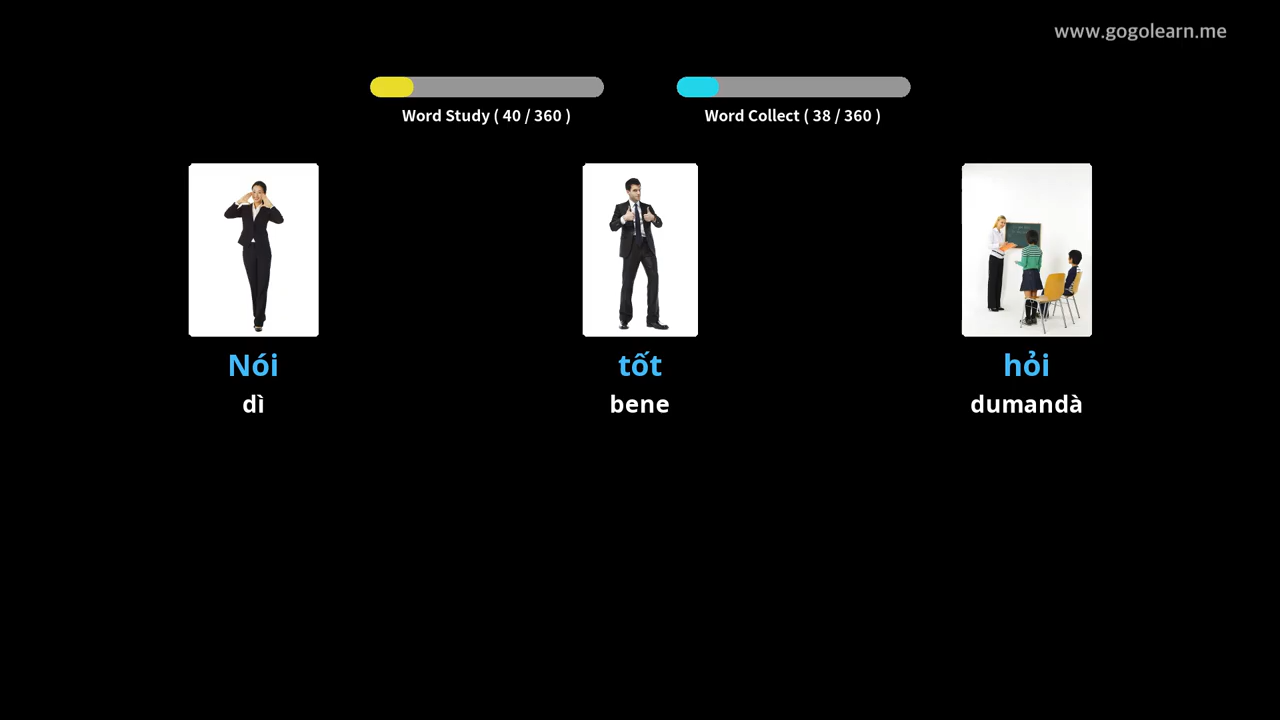 www.gogolearn.me
Word Study ( 40 / 360 )
Word Collect ( 38 / 360 )
Nói
tốt
hỏi
dì
bene
dumandà